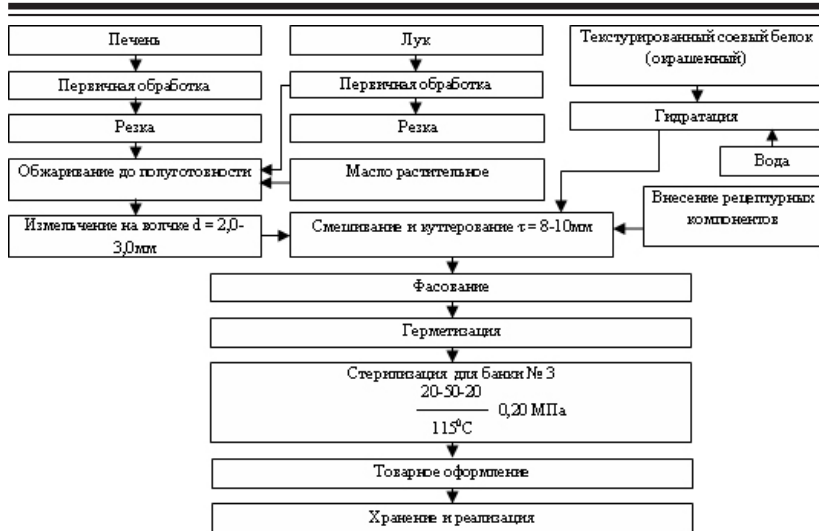 Печень
Лук
Текстурированный соевый белок
(окрашенный)
Первичная обработка
Первичная обработка
Гидратация
Резка
Резка
Вода
Обжаривание до полуготовности
Масло растительное
Внесение рецептурных
компонентов
Измельчение на волчке d = 2,0-
3,0мм
Смешивание и куттерование τ = 8-10мм
Фасование
Герметизация
Стерилизация для банки № 3
20-50-20
0,20 МПа
115⁰С
Товарное оформление
Хранение и реализация